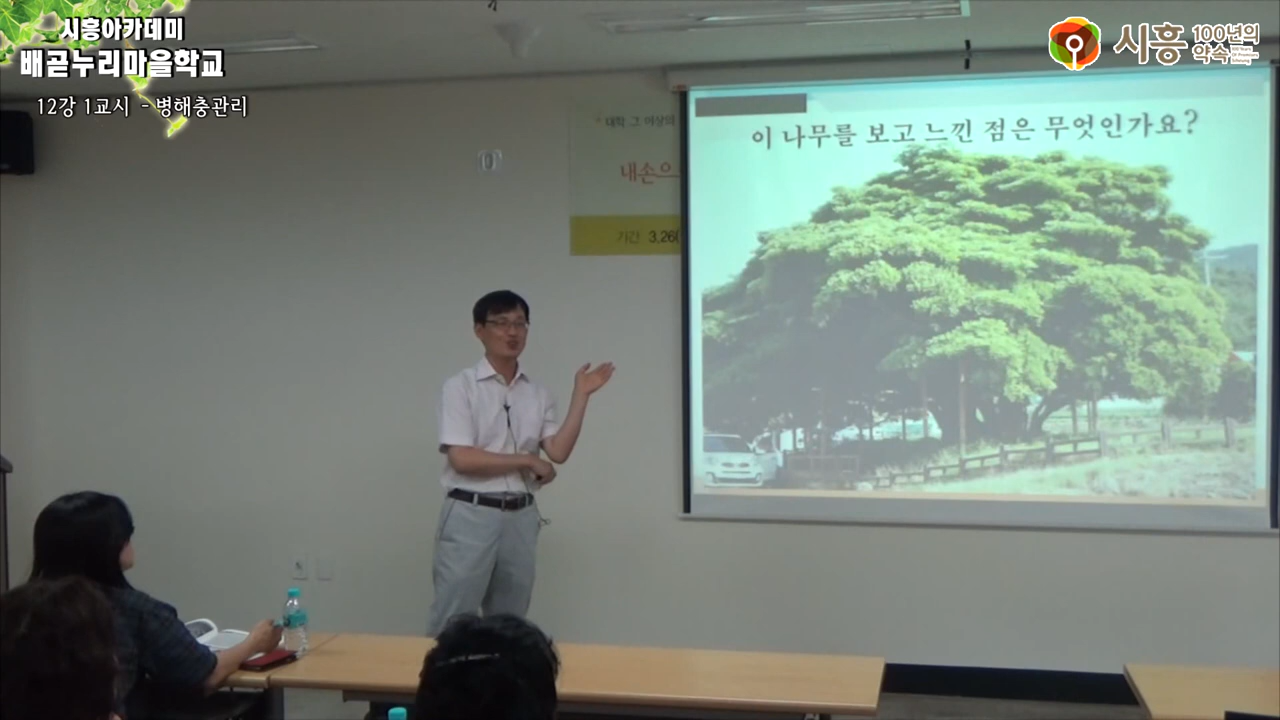 시흥아카데미
배곧누리마을학교
12강 1교시 - 병해충관리
시흥 100년의
약속
이 나무를 보고 느낀 점은 무엇인가요?
* 대학 그 이상의
내손으
기간 3.26(